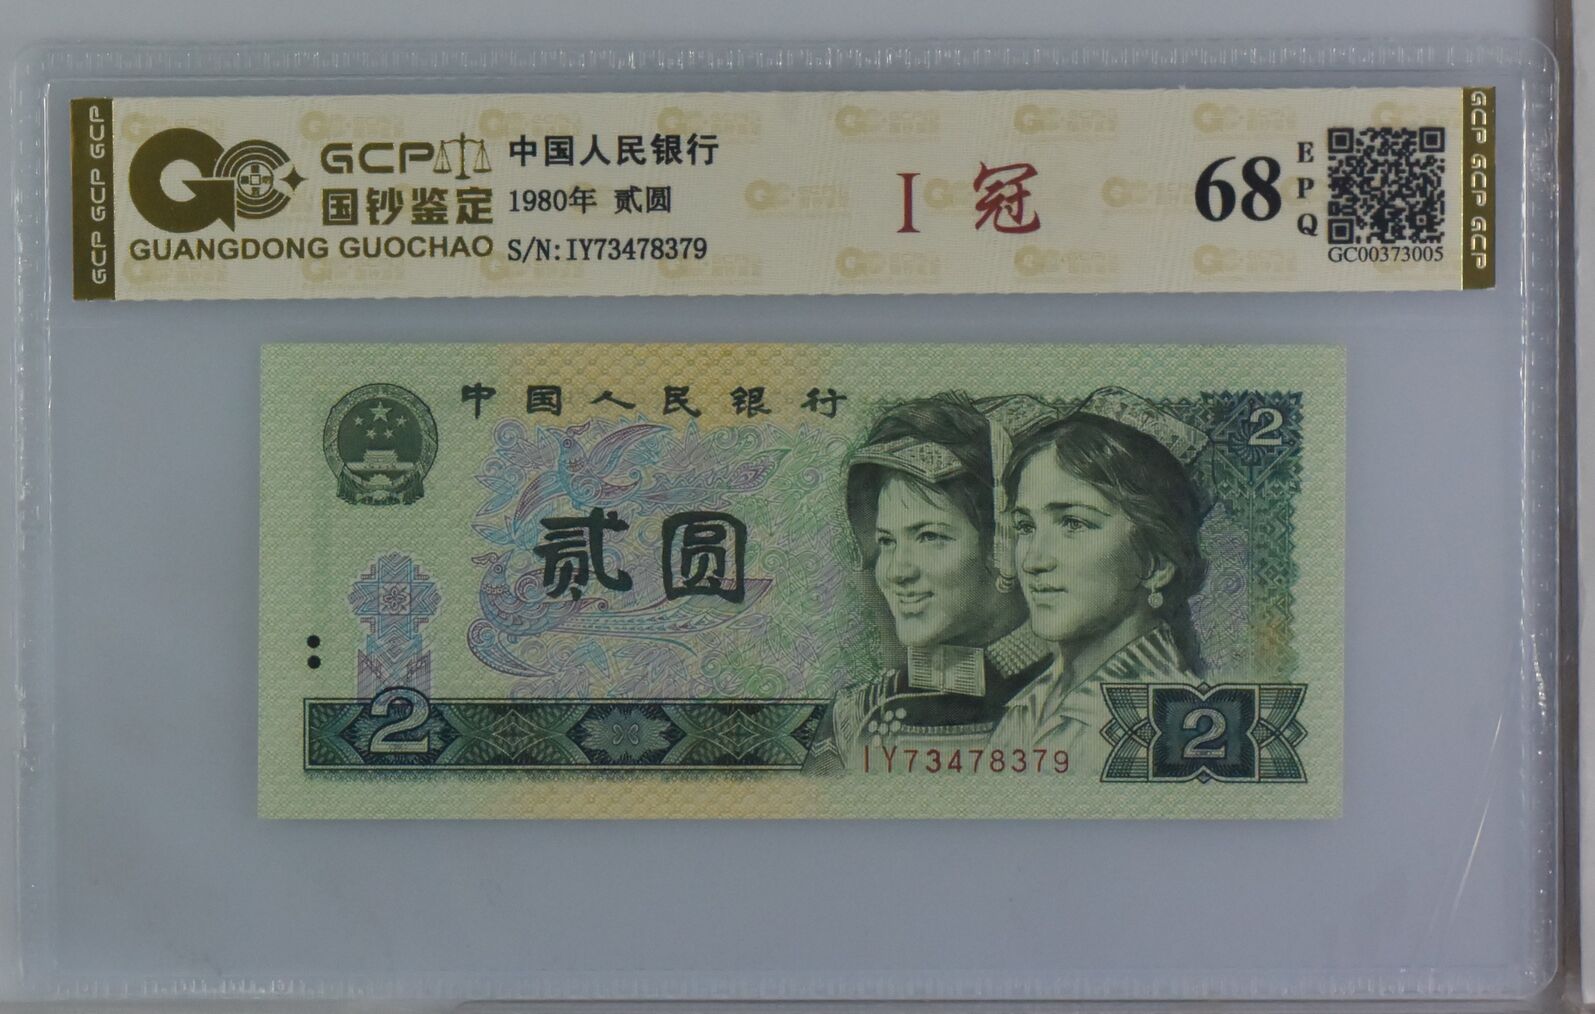 GCP GCP GCP
GCP
国钞鉴定
GUANGDONG GUOCHAO
中国人民银行
1980年 贰圆
S/N:IY73478379
I 冠
68
EPQ
GC00373005
GCP GCP GCP
中国人民银行
2
贰圆
2
IY73478379
2